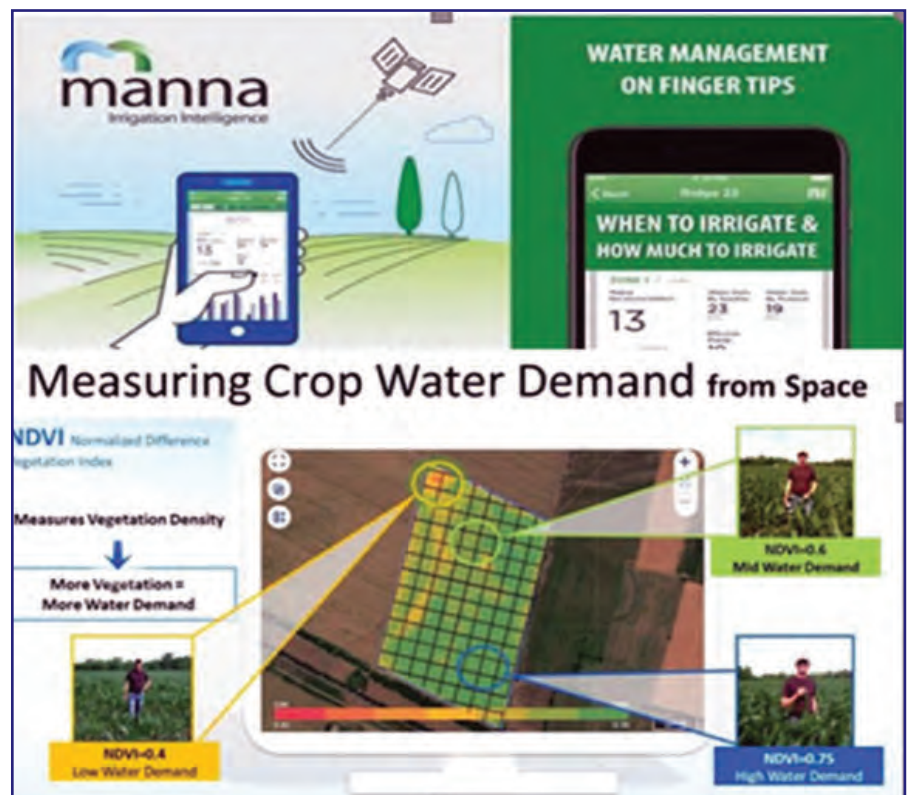 manna
Irrigation Intelligence
WATER MANAGEMENT
ON FINGER TIPS
WHEN TO IRRIGATE &
HOW MUCH TO IRRIGATE
13
13
23
19
Measuring Crop Water Demand from Space
NDVI Normalized Difference
Vegetation Index
Measures Vegetation Density
More Vegetation =
More Water Demand
NDVI=0.6
Mid Water Demand
NDVI=0.4
Low Water Demand
NDVI=0.75
High Water Demand